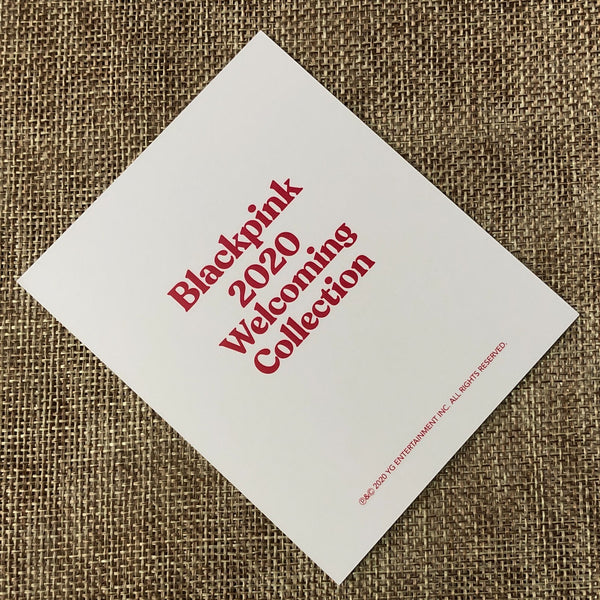 Blackpink
2020
Welcoming
Collection
℗&© 2020 YG ENTERTAINMENT INC. ALL RIGHTS RESERVED.